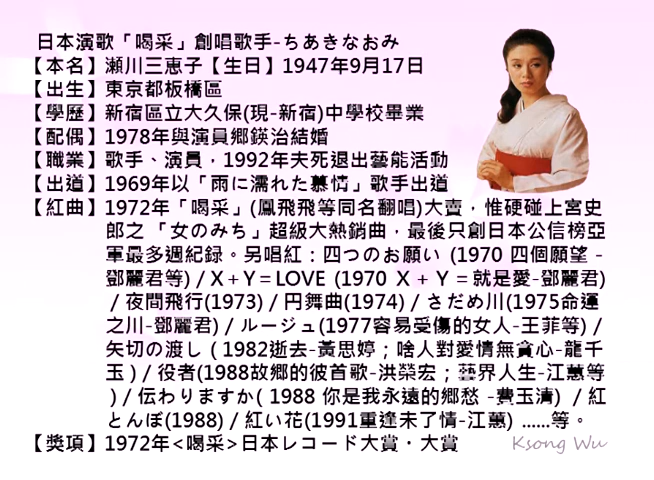 日本演歌「喝采」創唱歌手-ちあきなおみ
【本名】瀬川三恵子【生日】1947年9月17日
【出生】東京都板橋區
【學歷】新宿區立大久保(現-新宿)中學校畢業
【配偶】1978年與演員郷鍈治結婚
【職業】歌手、演員，1992年夫死退出藝能活動
【出道】1969年以「雨に濡れた慕情」歌手出道
【紅曲】1972年「喝采」(鳳飛飛等同名翻唱)大賣，惟硬碰上宮史
郎之「女のみち」超級大熱銷曲，最後只創日本公信榜亞
軍最多週紀録。另唱紅：四つのお願い (1970 四個願望 -
鄧麗君等) / X＋Y＝LOVE (1970 X ＋ Y ＝就是愛-鄧麗君)
/ 夜間飛行(1973) / 円舞曲(1974) / さだめ川(1975命運
之川-鄧麗君) / ルージュ(1977容易受傷的女人-王菲等) /
矢切の渡し ( 1982逝去-黃思婷；啥人對愛情無貪心-龍千
玉 ) / 役者(1988故鄉的彼首歌-洪榮宏；藝界人生-江蕙等
) / 伝わりますか( 1988 你是我永遠的鄉愁 -費玉清) / 紅
とんぼ(1988) / 紅い花(1991重逢未了情-江蕙) ......等。
【獎項】1972年<喝采>日本レコード大賞・大賞
Ksong Wu